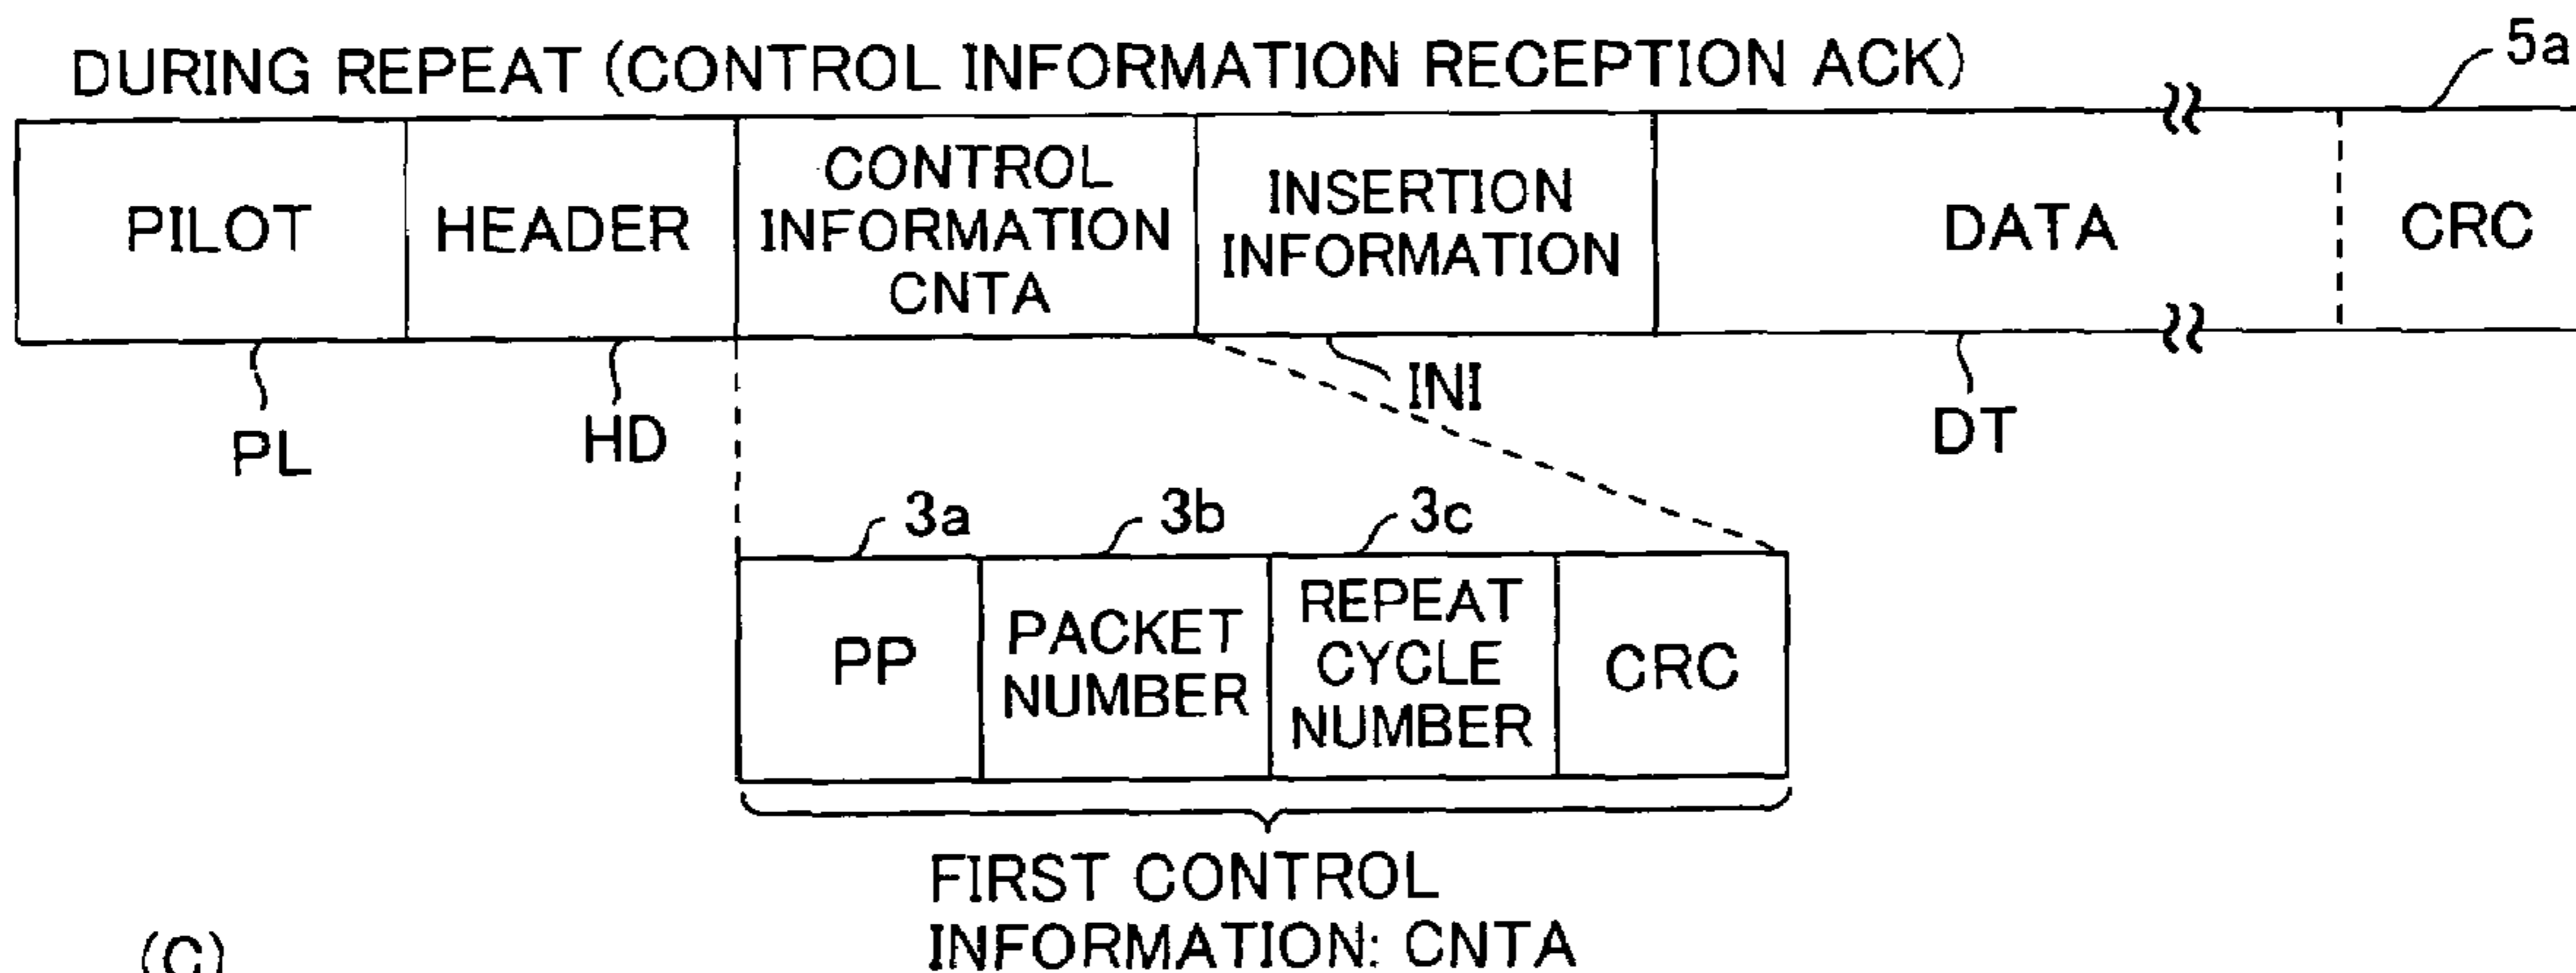 DURING REPEAT (CONTROL INFORMATION RECEPTION ACK)
5a
PILOT
HEADER
CONTROL
INFORMATION
CNTA
INSERTION
INFORMATION
DATA
CRC
PL
HD
INI
DT
3a
3b
3c
PP
PACKET
NUMBER
REPEAT
CYCLE
NUMBER
CRC
FIRST CONTROL
INFORMATION: CNTA
(C)